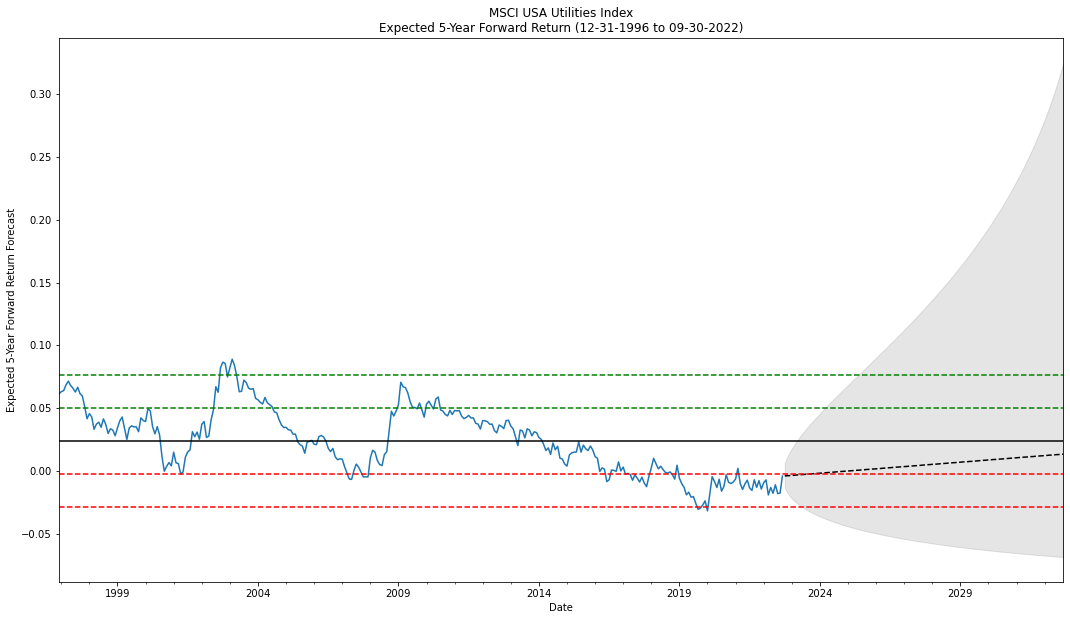 MSCI USA Utilities Index
Expected 5-Year Forward Return (12-31-1996 to 09-30-2022)
Expected 5-Year Forward Return Forecast
0.30
0.25
0.20
0.15
0.10
0.05
0.00
−0.05
1999 2004 2009 2014 2019 2024 2029
Date